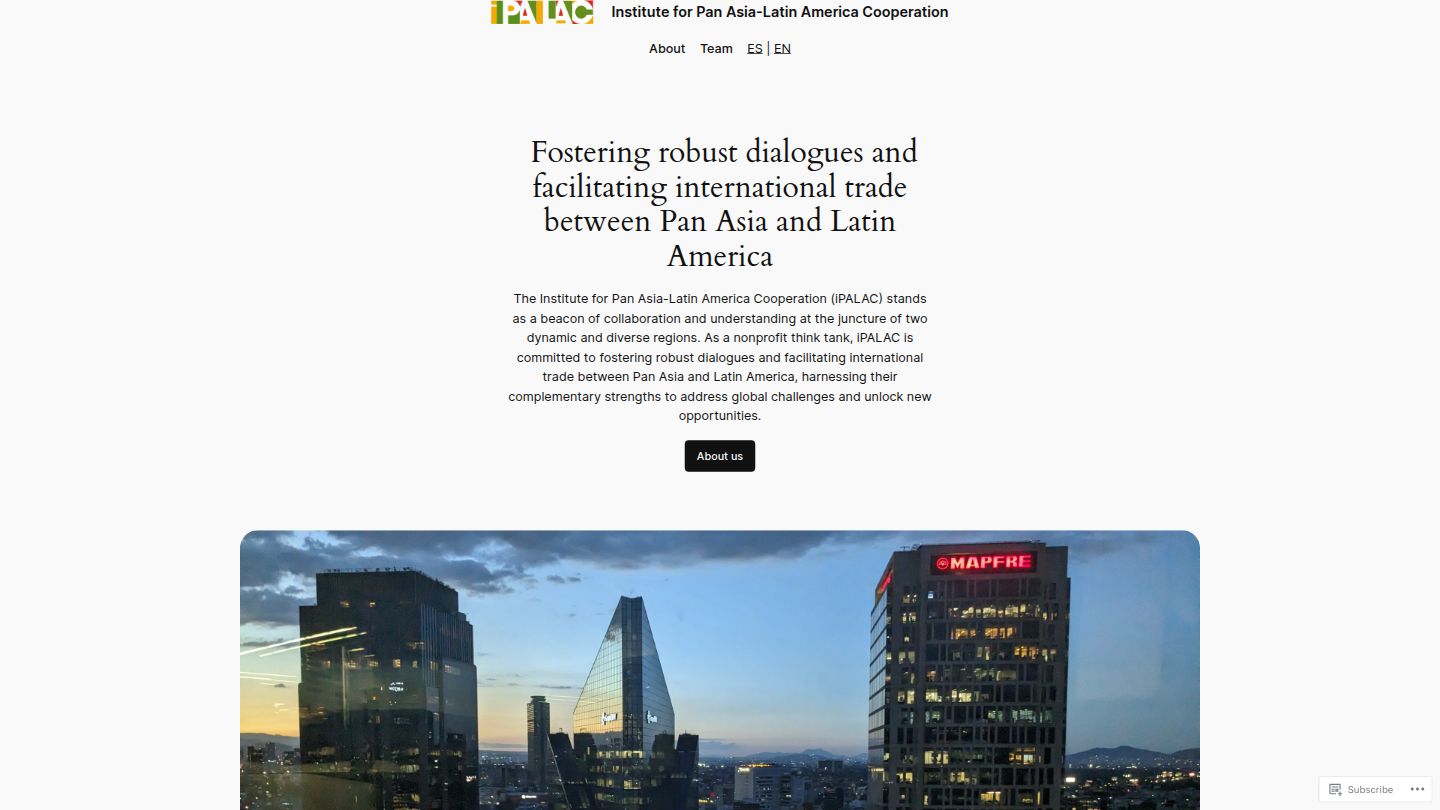 iPALAC Institute for Pan Asia-Latin America Cooperation
About Team ES | EN
Fostering robust dialogues and
facilitating international trade
between Pan Asia and Latin
America
The Institute for Pan Asia-Latin America Cooperation (iPALAC) stands
as a beacon of collaboration and understanding at the juncture of two
dynamic and diverse regions. As a nonprofit think tank, iPALAC is
committed to fostering robust dialogues and facilitating international
trade between Pan Asia and Latin America, harnessing their
complementary strengths to address global challenges and unlock new
opportunities.
About us
MAPFRE
Subscribe